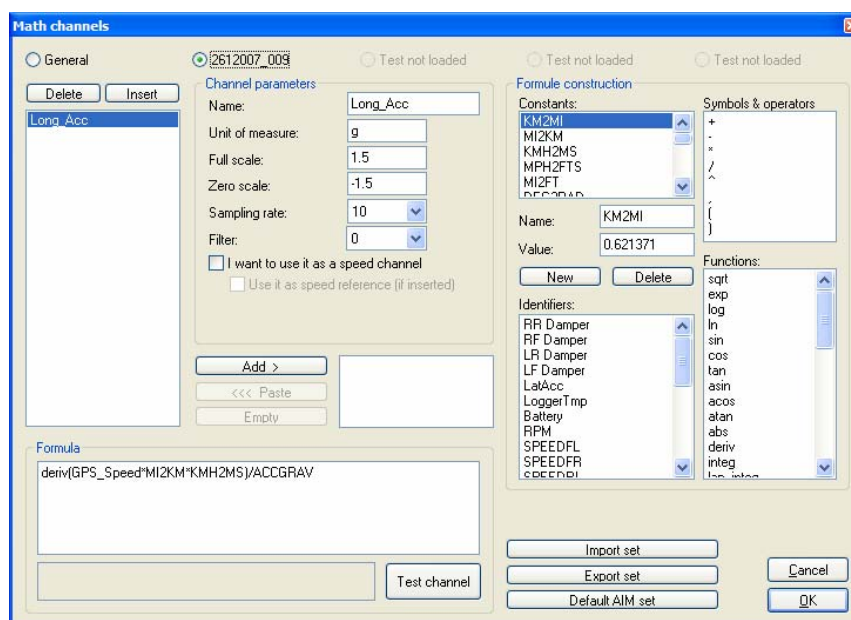 Math channels
General
2612007_009
Test not loaded
Test not loaded
Test not loaded
Delete
Insert
Long_Acc
Channel parameters
Name:
Long_Acc
Unit of measure:
g
Full scale:
1.5
Zero scale:
-1.5
Sampling rate:
10
Filter:
0
I want to use it as a speed channel
Use it as speed reference (if inserted)
Add >
<<< Paste
Empty
Formula
deriv(GPS_Speed*MI2KM*KMH2MS)/ACCGRAV
Test channel
Formule construction
Constants:
KM2MI
MI2KM
KMH2MS
MPH2FTS
MI2FT
DEG2RAD
Name:
KM2MI
Value:
0.621371
New
Delete
Identifiers:
RR Damper
RF Damper
LR Damper
LF Damper
LatAcc
LoggerTmp
Battery
RPM
SPEEDFL
SPEEDFR
SPEEDRL
Symbols & operators
+
-
*
/
^
,
(
)
Functions:
sqrt
exp
log
ln
sin
cos
tan
asin
acos
atan
abs
deriv
integ
lap_integ
Import set
Export set
Default AIM set
Cancel
OK